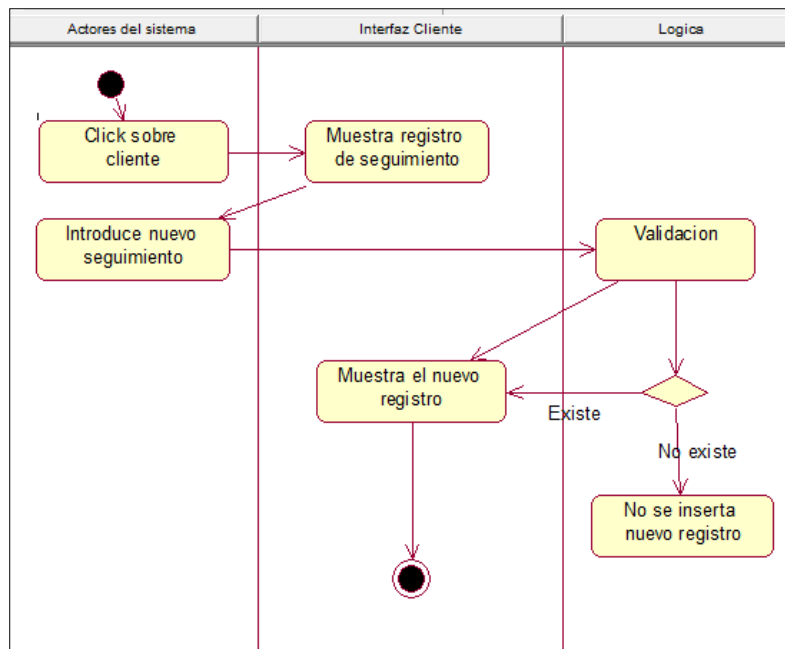 Actores del sistema
Interfaz Cliente
Logica
Click sobre
cliente
Muestra registro
de seguimiento
Introduce nuevo
seguimiento
Validacion
Muestra el nuevo
registro
Existe
No existe
No se inserta
nuevo registro